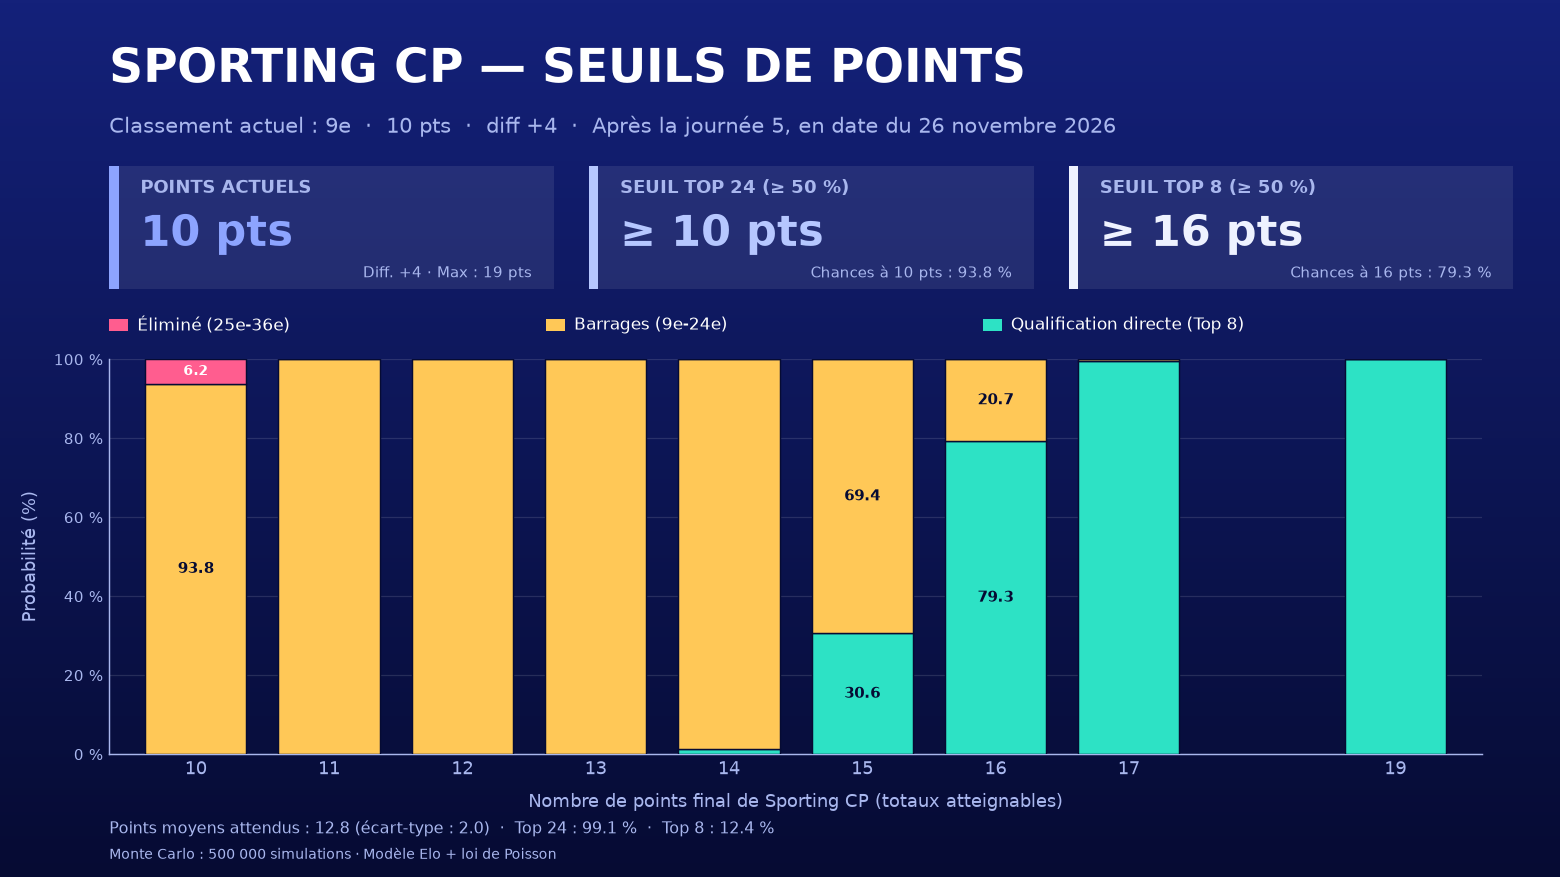 SPORTING CP — SEUILS DE POINTS
Classement actuel : 9e · 10 pts · diff +4 · Après la journée 5, en date du 26 novembre 2026
POINTS ACTUELS
10 pts
Diff. +4 · Max : 19 pts
SEUIL TOP 24 (≥ 50 %)
≥ 10 pts
Chances à 10 pts : 93.8 %
SEUIL TOP 8 (≥ 50 %)
≥ 16 pts
Chances à 16 pts : 79.3 %
Éliminé (25e-36e)
Barrages (9e-24e)
Qualification directe (Top 8)
Probabilité (%)
100 %
80 %
60 %
40 %
20 %
0 %
6.2
93.8
69.4
30.6
20.7
79.3
10 11 12 13 14 15 16 17 19
Nombre de points final de Sporting CP (totaux atteignables)
Points moyens attendus : 12.8 (écart-type : 2.0) · Top 24 : 99.1 % · Top 8 : 12.4 %
Monte Carlo : 500 000 simulations · Modèle Elo + loi de Poisson